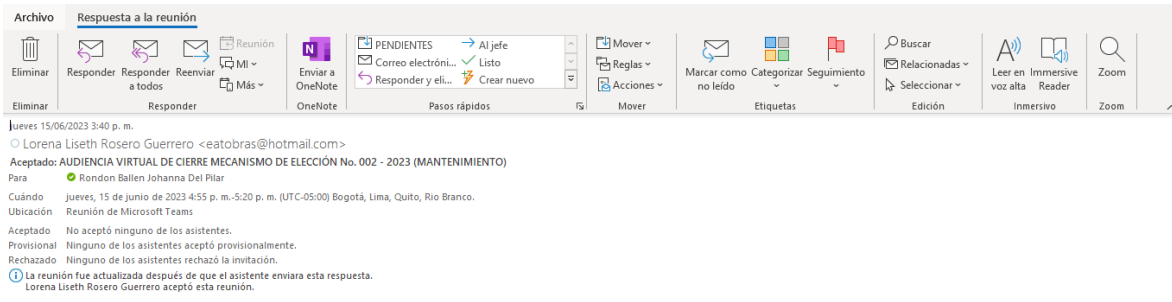 Archivo Respuesta a la reunión
Eliminar
Responder Responder a todos Reenviar
Reunión
MI
Más
Enviar a OneNote
PENDIENTES
Correo electróni...
Responder y eli...
Al jefe
Listo
Crear nuevo
Mover
Reglas
Acciones
Marcar como no leído
Categorizar
Seguimiento
Buscar
Relacionadas
Seleccionar
Leer en voz alta
Immersive Reader
Zoom
Eliminar Responder OneNote Pasos rápidos Mover Etiquetas Edición Inmersivo Zoom
jueves 15/06/2023 3:40 p. m.
Lorena Liseth Rosero Guerrero <eatobras@hotmail.com>
Aceptado: AUDIENCIA VIRTUAL DE CIERRE MECANISMO DE ELECCIÓN No. 002 - 2023 (MANTENIMIENTO)
Para Rondon Ballen Johanna Del Pilar
Cuándo jueves, 15 de junio de 2023 4:55 p. m.-5:20 p. m. (UTC-05:00) Bogotá, Lima, Quito, Rio Branco.
Ubicación Reunión de Microsoft Teams
Aceptado No aceptó ninguno de los asistentes.
Provisional Ninguno de los asistentes aceptó provisionalmente.
Rechazado Ninguno de los asistentes rechazó la invitación.
La reunión fue actualizada después de que el asistente enviara esta respuesta.
Lorena Liseth Rosero Guerrero aceptó esta reunión.